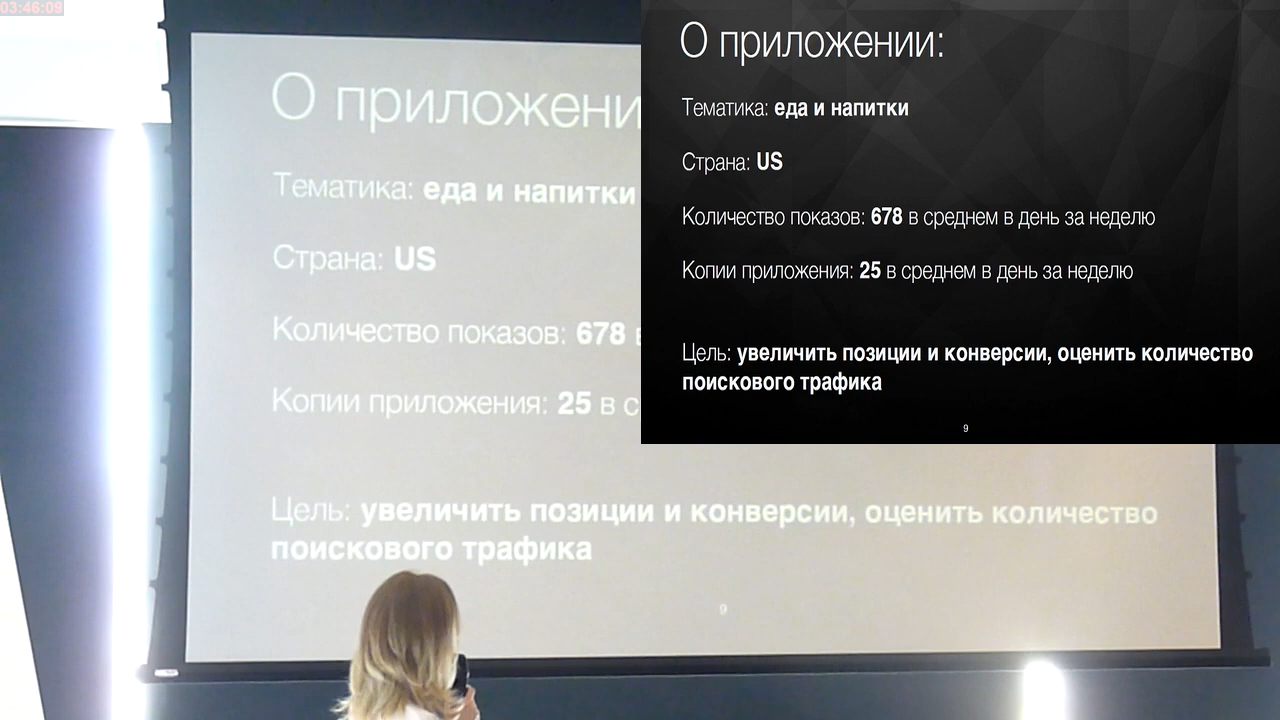 03:46:09
О приложени
Тематика: еда и напитки
Страна: US
Количество показов: 678 в
Копии приложения: 25 в с
Цель: увеличить позиции и конверсии, оценить количество
поискового трафика
9
О приложении:
Тематика: еда и напитки
Страна: US
Количество показов: 678 в среднем в день за неделю
Копии приложения: 25 в среднем в день за неделю
Цель: увеличить позиции и конверсии, оценить количество
поискового трафика
9